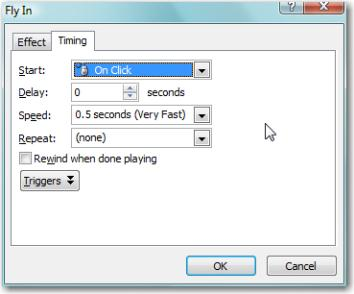 Fly In
Effect Timing
Start: On Click
Delay: 0 seconds
Speed: 0.5 seconds (Very Fast)
Repeat: (none)
Rewind when done playing
Triggers
OK Cancel